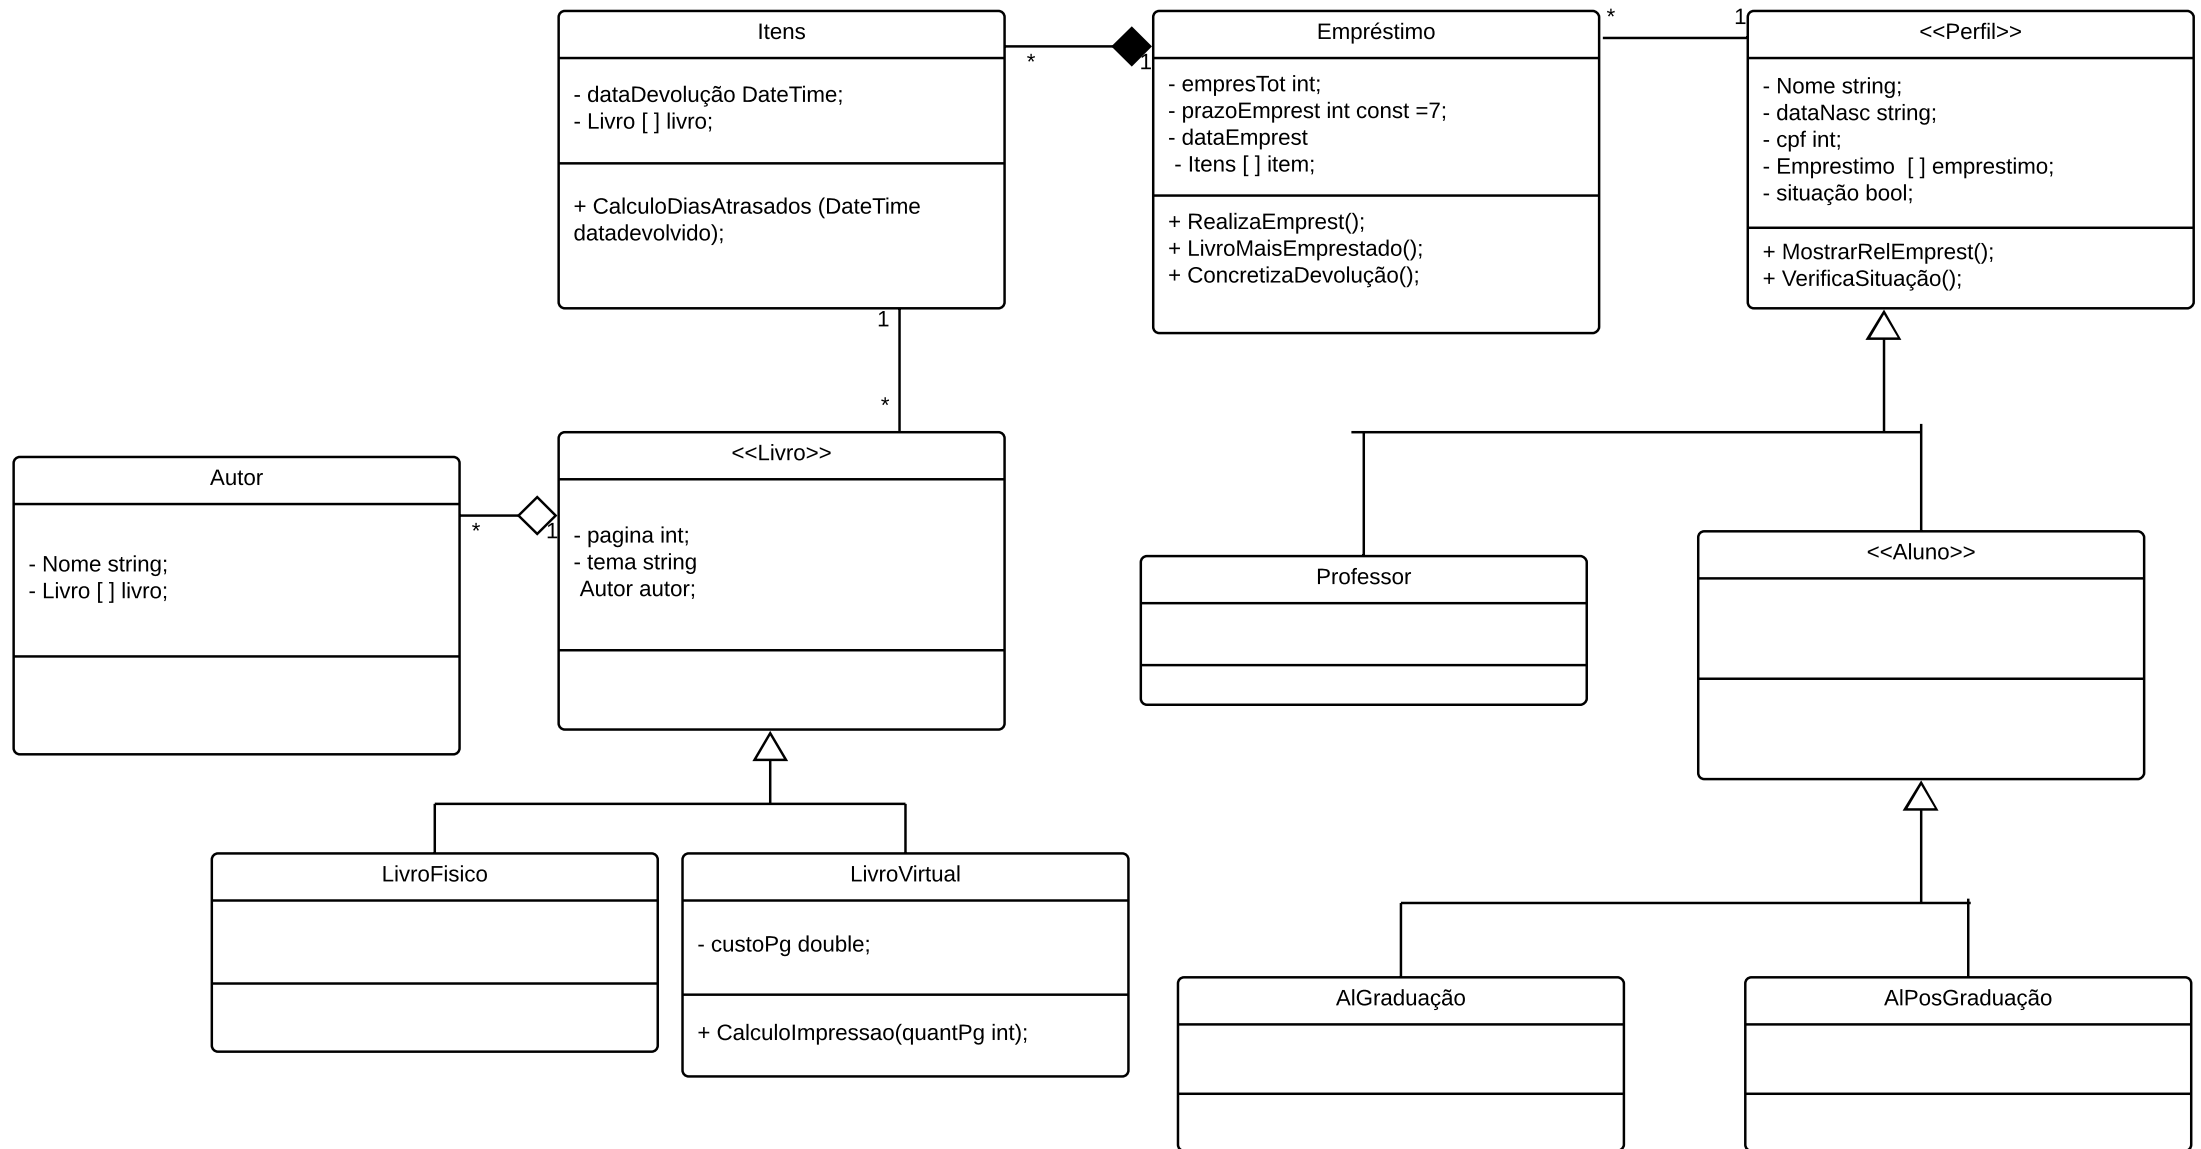 Itens
- dataDevolução DateTime;
- Livro [ ] livro;
+ CalculoDiasAtrasados (DateTime
datadevolvido);
*
1
Empréstimo
- empresTot int;
- prazoEmprest int const =7;
- dataEmprest
- Itens [ ] item;
+ RealizaEmprest();
+ LivroMaisEmprestado();
+ ConcretizaDevolução();
*
1
<<Perfil>>
- Nome string;
- dataNasc string;
- cpf int;
- Emprestimo  [ ] emprestimo;
- situação bool;
+ MostrarRelEmprest();
+ VerificaSituação();
1
*
Autor
- Nome string;
- Livro [ ] livro;
*
1
<<Livro>>
- pagina int;
- tema string
Autor autor;
Professor
<<Aluno>>
LivroFisico
LivroVirtual
- custoPg double;
+ CalculoImpressao(quantPg int);
AlGraduação
AlPosGraduação